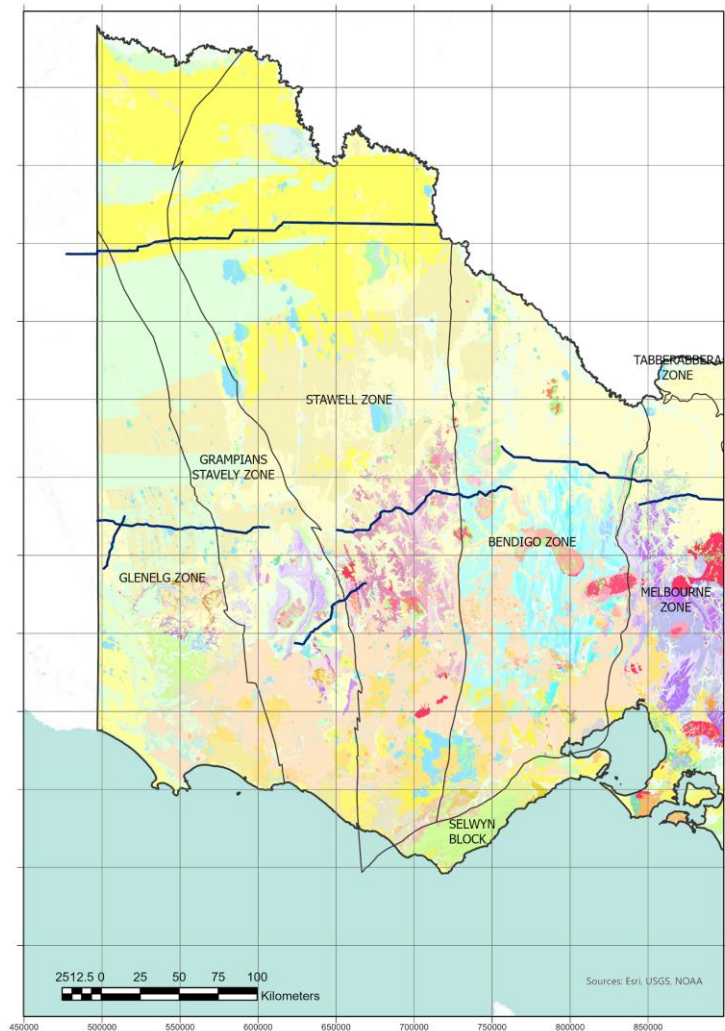 TABBERABBERA
ZONE
STAWELL ZONE
GRAMPIANS
STAVELY ZONE
BENDIGO ZONE
GLENELG ZONE
MELBOURNE
ZONE
SELWYN
BLOCK
2512.5 0 25 50 75 100
Kilometers
Sources: Esri, USGS, NOAA
450000 500000 550000 600000 650000 700000 750000 800000 850000